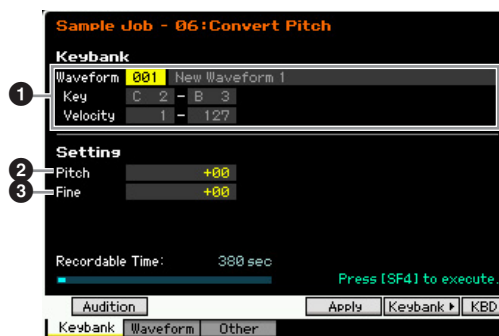 Sample Job - 06:Convert Pitch
Keybank
1 Waveform 001 New Waveform 1
Key C 2 - B 3
Velocity 1 - 127
Setting
2 Pitch +00
3 Fine +00
Recordable Time: 380 sec
Press [SF4] to execute.
Audition Apply Keybank KBD
Keybank Waveform Other